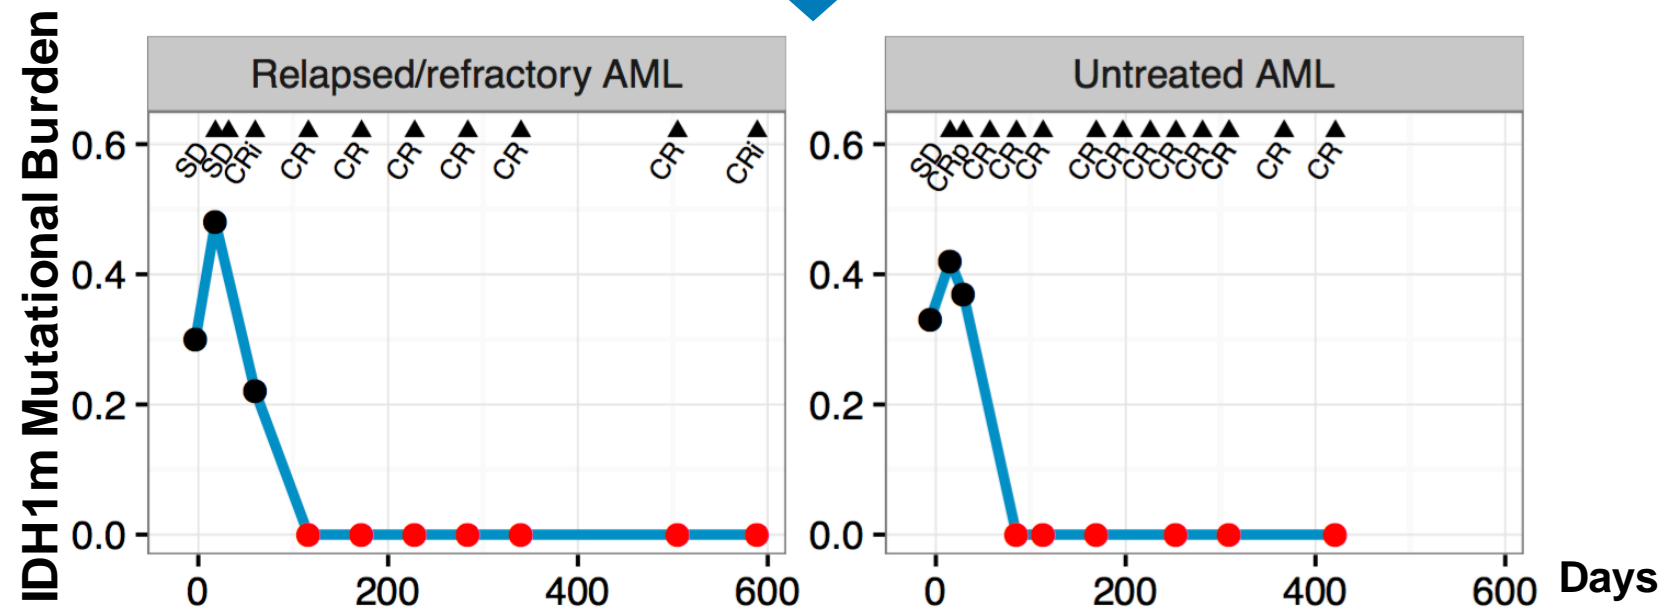 IDH1m Mutational Burden
Relapsed/refractory AML
0.6
0.4
0.2
0.0
SD
SD
CRi
CR
CR
CR
CR
CR
CR
CRi
0
200
400
600
Untreated AML
0.6
0.4
0.2
0.0
SD
CRp
CR
CR
CR
CR
CR
CR
CR
CR
CR
CR
CR
0
200
400
600
Days